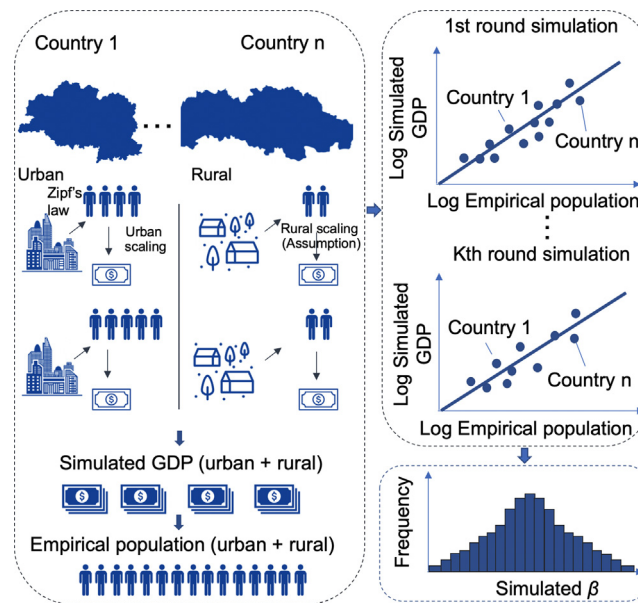 Country 1
Country n
Urban
Rural
Zipf's
law
Urban
scaling
Rural scaling
(Assumption)
$
$
$
$
Simulated GDP (urban + rural)
$
$
$
$
Empirical population (urban + rural)
1st round simulation
Log Simulated
GDP
Country 1
Country n
Log Empirical population
Kth round simulation
Log Simulated
GDP
Country 1
Country n
Log Empirical population
Frequency
Simulated β